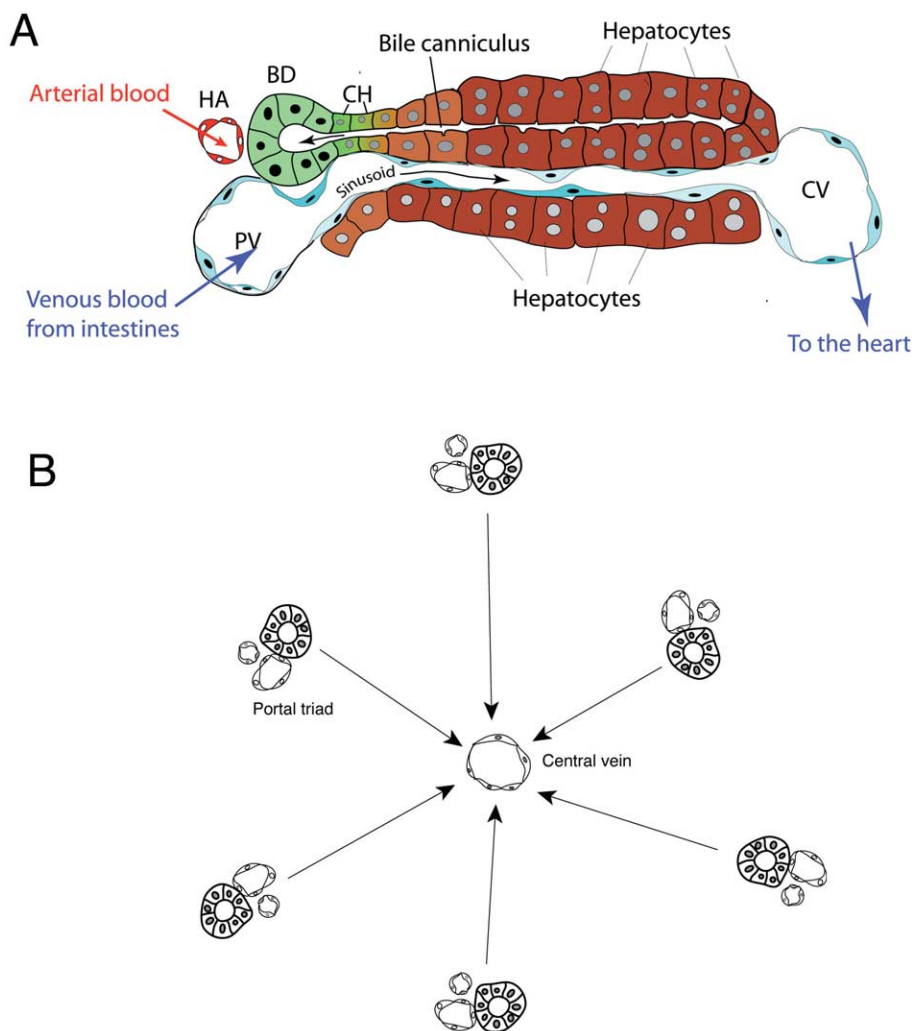 A
Hepatocytes
Bile canniculus
BD
CH
HA
Arterial blood
Sinusoid
CV
PV
Venous blood
from intestines
Hepatocytes
To the heart
B
Portal triad
Central vein